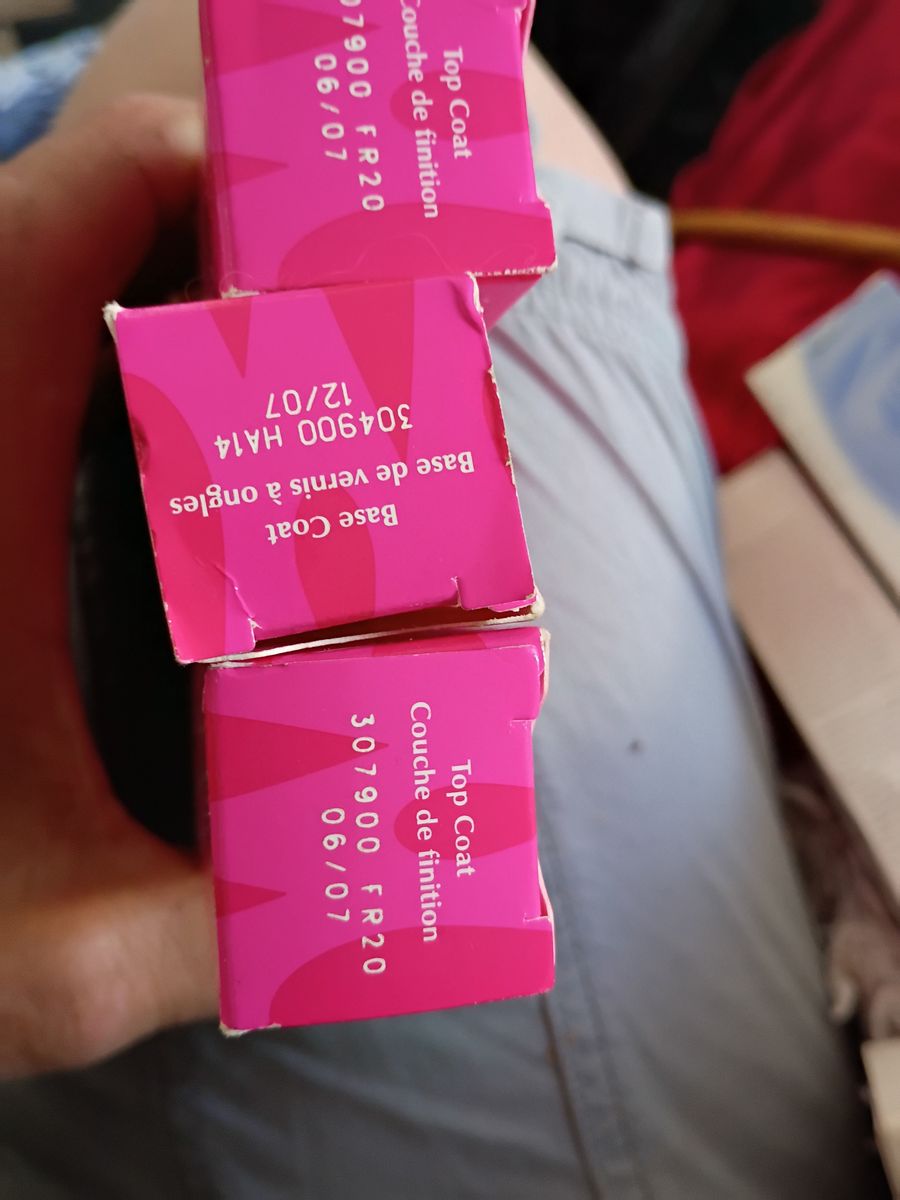 Top Coat
Couche de finition
07900 FR20
06/07
Base Coat
Base de vernis à ongles
304900 HA14
12/07
Top Coat
Couche de finition
307900 FR20
06/07